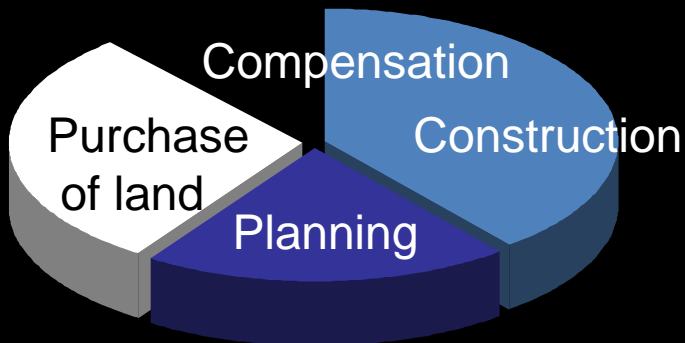 Compensation
Construction
Purchase
of land
Planning